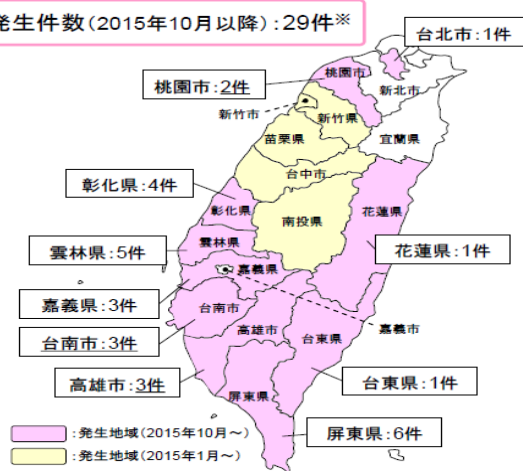 発生件数(2015年10月以降):29件※
台北市:1件
桃園市:2件
桃園市
新北市
新竹市
新竹県
苗栗県
宜蘭県
台中市
彰化県:4件
彰化県
南投県
花蓮県
雲林県:5件
雲林県
花蓮県:1件
嘉義県
嘉義県:3件
台南市
嘉義市
台南市:3件
高雄市
台東県
高雄市:3件
台東県:1件
屏東県
屏東県:6件
:発生地域(2015年10月~)
:発生地域(2015年1月~)